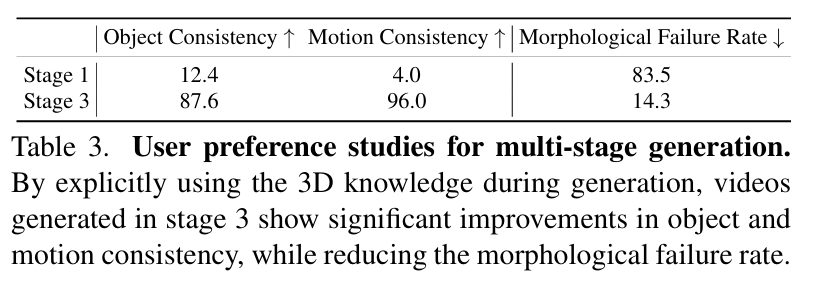 Object Consistency ↑ Motion Consistency ↑ Morphological Failure Rate ↓
Stage 1 12.4 4.0 83.5
Stage 3 87.6 96.0 14.3
Table 3. User preference studies for multi-stage generation.
By explicitly using the 3D knowledge during generation, videos
generated in stage 3 show significant improvements in object and
motion consistency, while reducing the morphological failure rate.